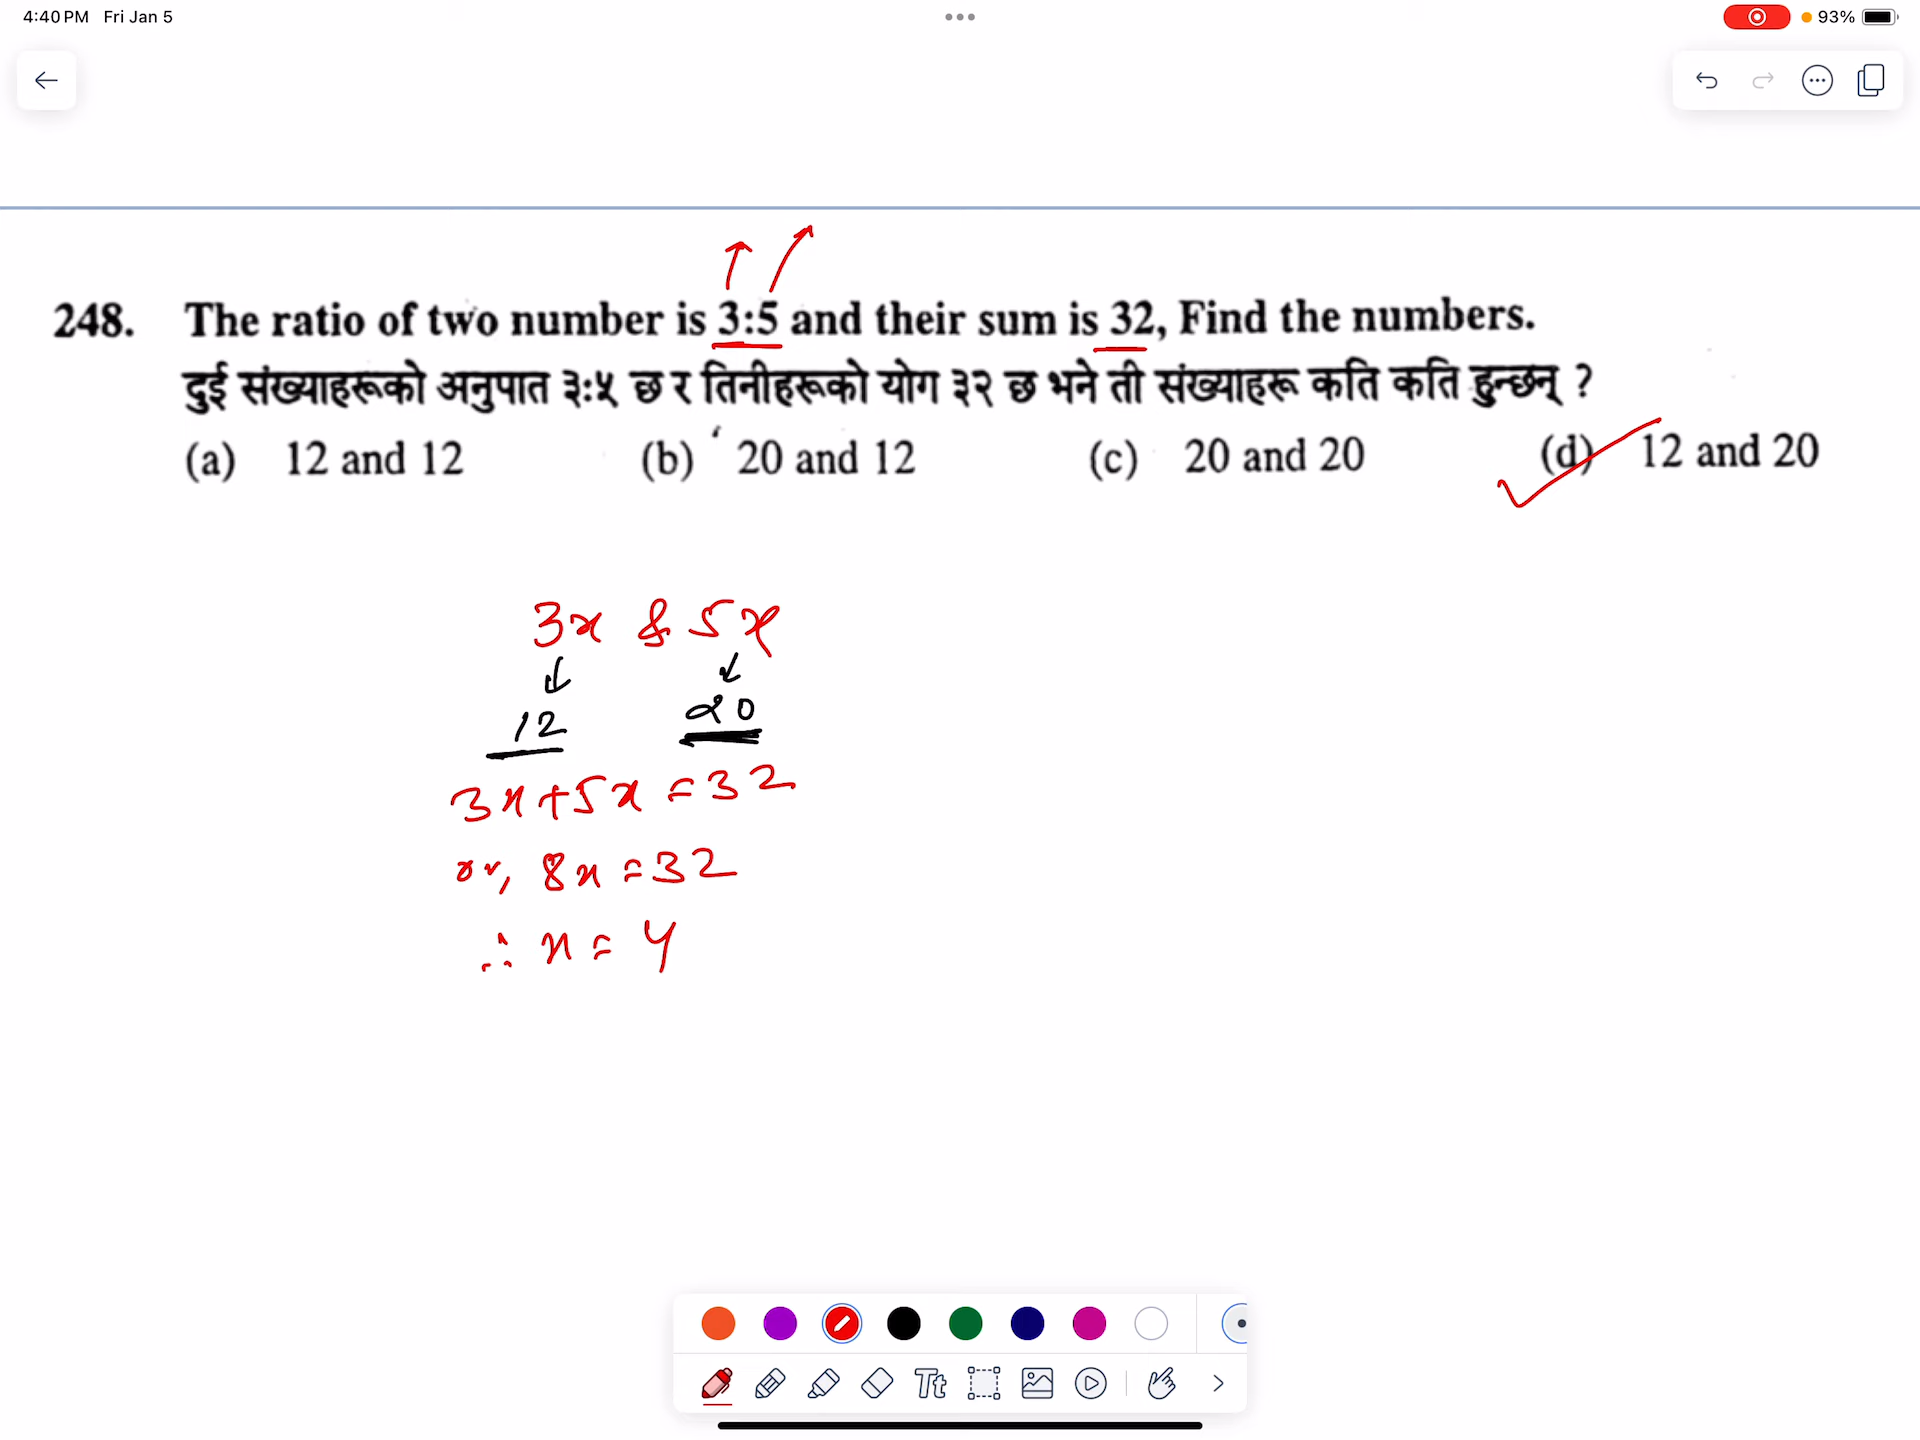 4:40 PM Fri Jan 5
93%
248. The ratio of two number is 3:5 and their sum is 32, Find the numbers.
दुई संख्याहरूको अनुपात ३:५ छ र तिनीहरूको योग ३२ छ भने ती संख्याहरू कति कति हुन्छन् ?
(a) 12 and 12 (b) 20 and 12 (c) 20 and 20 (d) 12 and 20
3x & 5x
12 20
3x+5x = 32
or, 8x = 32
∴ x = 4
Tt